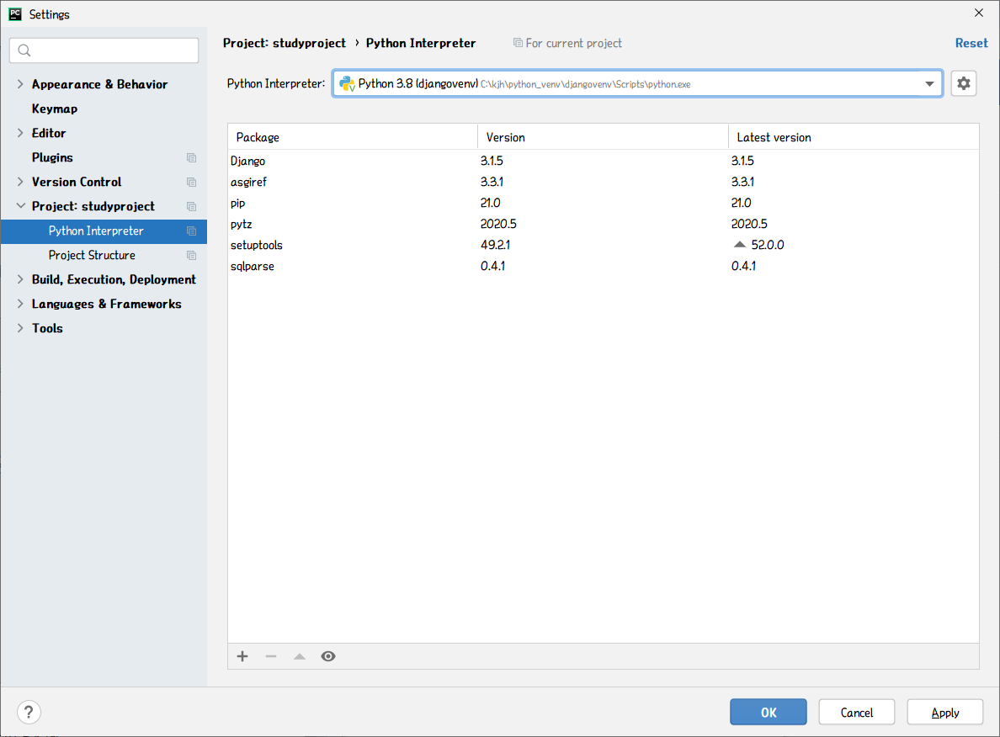 PC Settings
Project: studyproject › Python Interpreter For current project Reset
Python Interpreter: Python 3.8 (djangovenv) C:\kjh\python_venv\djangovenv\Scripts\python.exe
Appearance & Behavior
Keymap
Editor
Plugins
Version Control
Project: studyproject
Python Interpreter
Project Structure
Build, Execution, Deployment
Languages & Frameworks
Tools
Package Version Latest version
Django 3.1.5 3.1.5
asgiref 3.3.1 3.3.1
pip 21.0 21.0
pytz 2020.5 2020.5
setuptools 49.2.1 52.0.0
sqlparse 0.4.1 0.4.1
? OK Cancel Apply